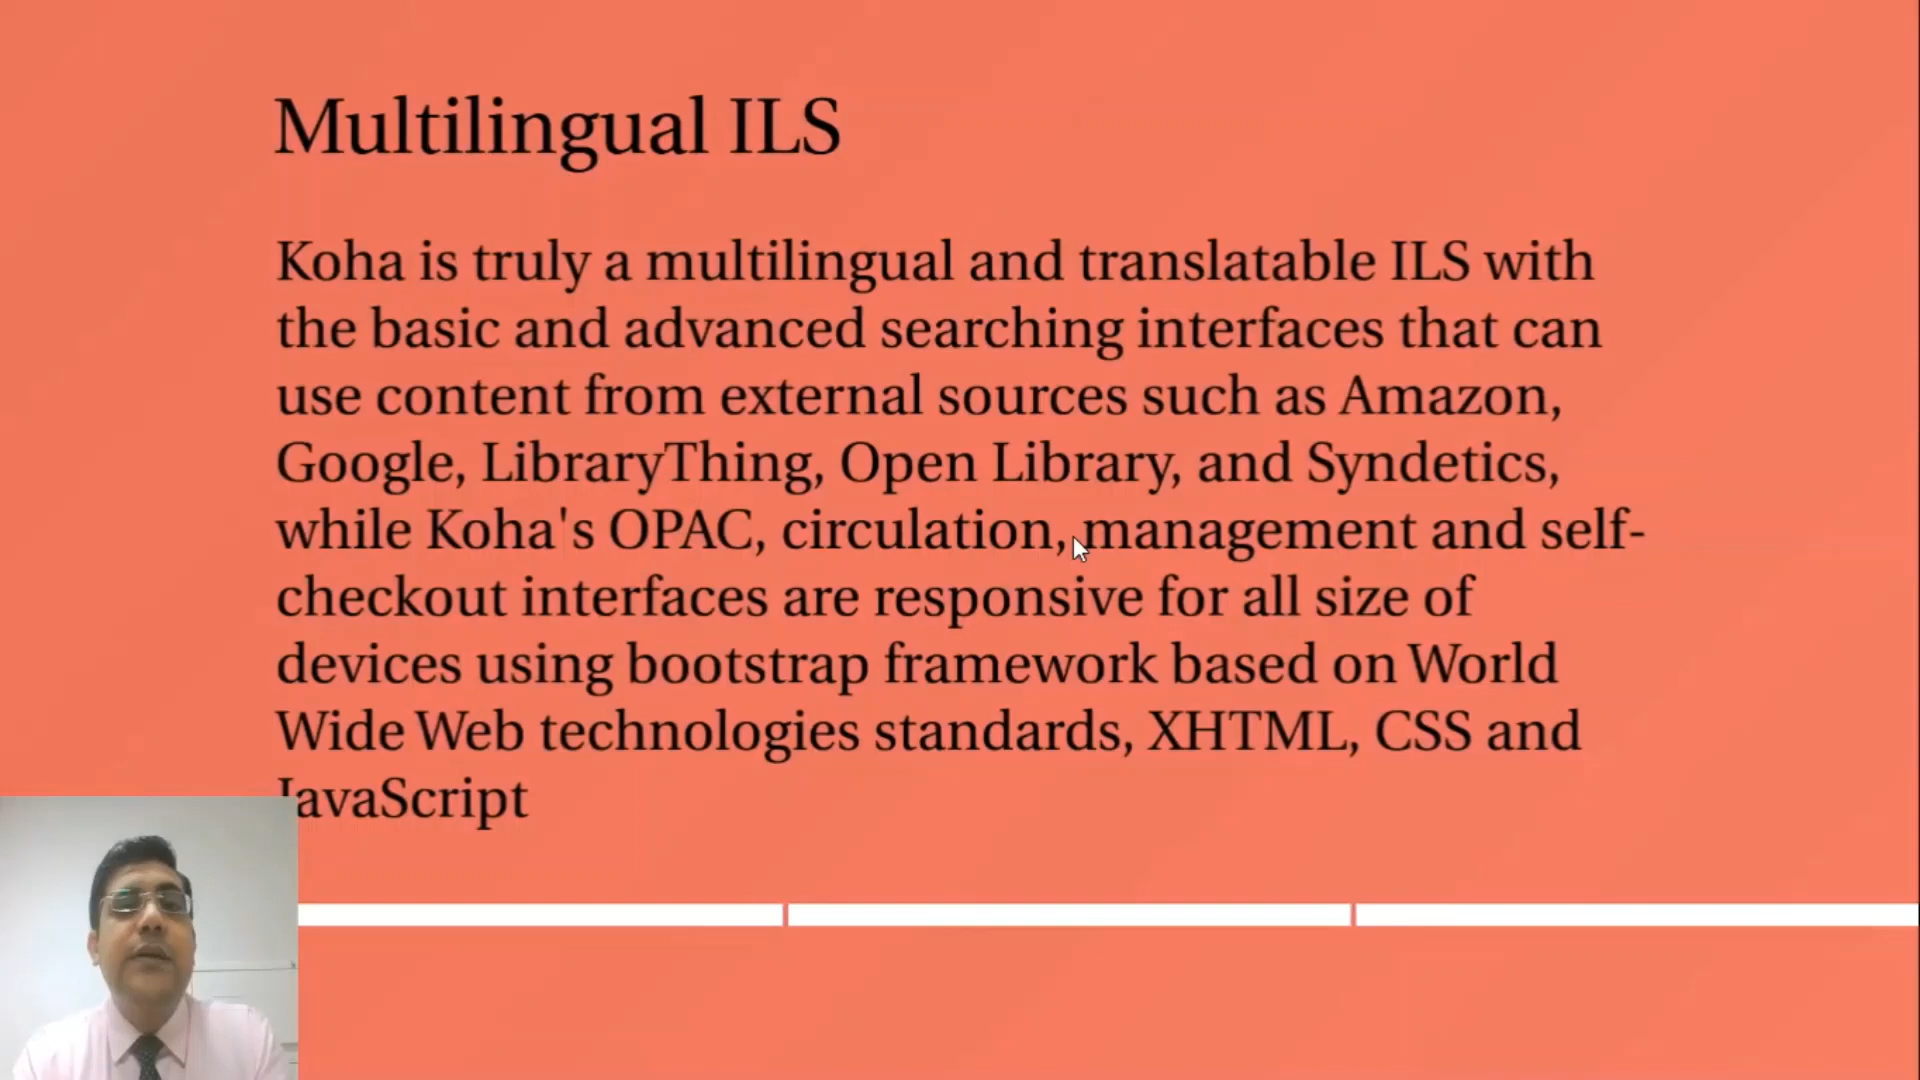 Multilingual ILS
Koha is truly a multilingual and translatable ILS with
the basic and advanced searching interfaces that can
use content from external sources such as Amazon,
Google, LibraryThing, Open Library, and Syndetics,
while Koha's OPAC, circulation, management and self-
checkout interfaces are responsive for all size of
devices using bootstrap framework based on World
Wide Web technologies standards, XHTML, CSS and
JavaScript